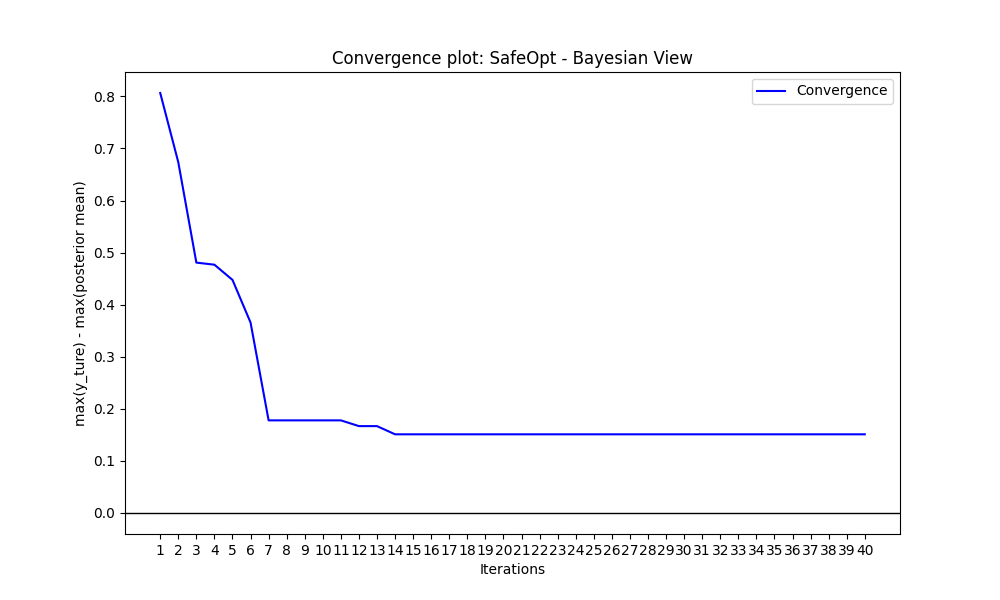 Convergence plot: SafeOpt - Bayesian View
Convergence
max(y_ture) - max(posterior mean)
0.8
0.7
0.6
0.5
0.4
0.3
0.2
0.1
0.0
1 2 3 4 5 6 7 8 9 10 11 12 13 14 15 16 17 18 19 20 21 22 23 24 25 26 27 28 29 30 31 32 33 34 35 36 37 38 39 40
Iterations